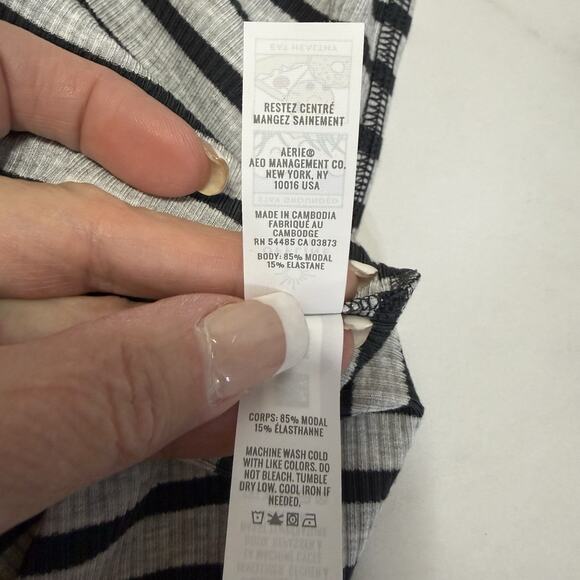 RESTEZ CENTRÉ
MANGEZ SAINEMENT
AERIE®
AEO MANAGEMENT CO.
NEW YORK, NY
10016 USA
MADE IN CAMBODIA
FABRIQUÉ AU
CAMBODGE
RN 54485 CA 03873
BODY: 85% MODAL
15% ELASTANE
CORPS: 85% MODAL
15% ÉLASTHANNE
MACHINE WASH COLD
WITH LIKE COLORS. DO
NOT BLEACH. TUMBLE
DRY LOW. COOL IRON IF
NEEDED.